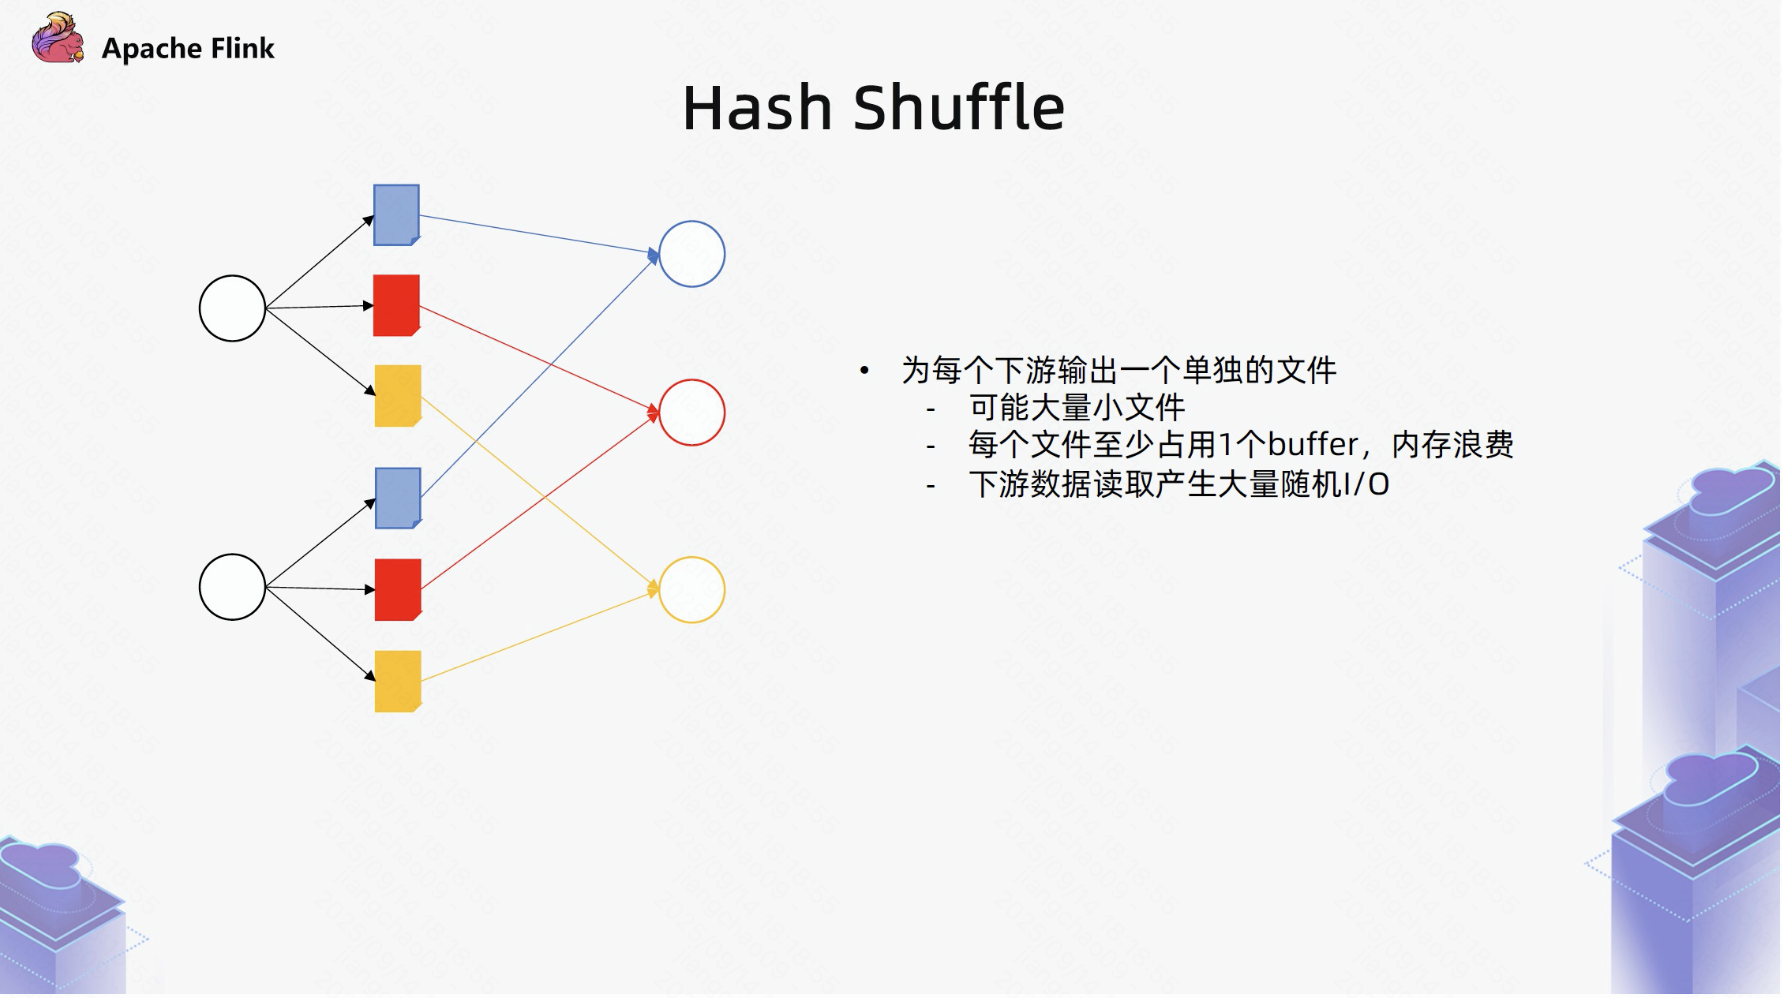 Apache Flink
Hash Shuffle
• 为每个下游输出一个单独的文件
- 可能大量小文件
- 每个文件至少占用1个buffer，内存浪费
- 下游数据读取产生大量随机I/O